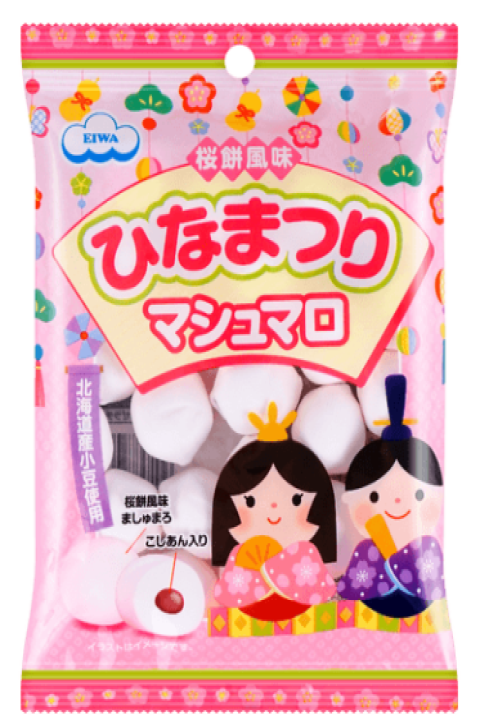 EIWA
桜餅風味
ひなまつり
マシュマロ
北海道産小豆使用
桜餅風味
ましゅまろ
こしあん入り
イラストはイメージです。